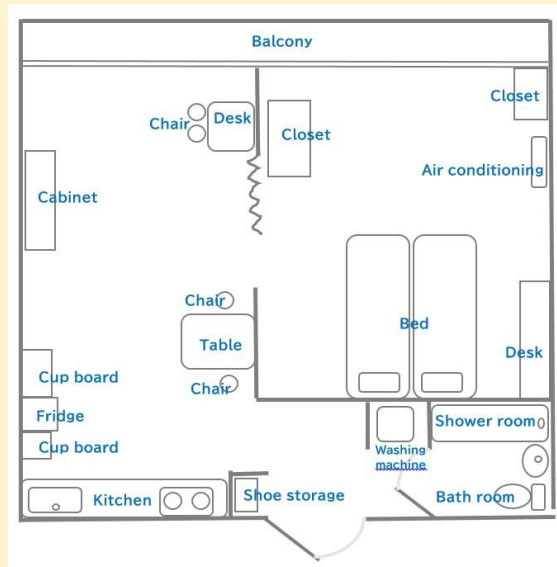 Balcony
Closet
Chair
Desk
Closet
Air conditioning
Cabinet
Chair
Table
Bed
Desk
Chair
Cup board
Fridge
Cup board
Shower room
Washing
machine
Kitchen
Shoe storage
Bath room